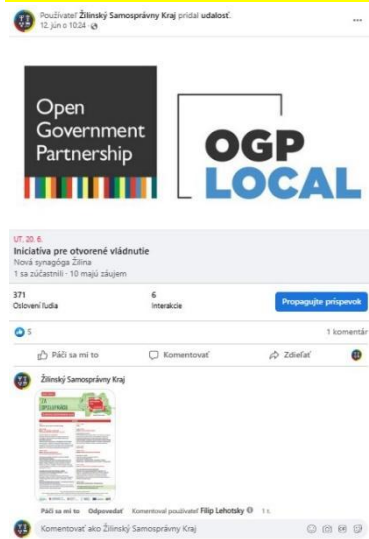 Používateľ Žilinský Samosprávny Kraj pridal udalosť.
12. jún o 10:24
Open
Government
Partnership
OGP
LOCAL
UT, 20. 6.
Iniciatíva pre otvorené vládnutie
Nová synagóga Žilina
1 sa zúčastnili · 10 majú záujem
371
Oslovení ľudia
6
Interakcie
Propagujte príspevok
5
1 komentár
Páči sa mi to
Komentovať
Zdieľať
Žilinský Samosprávny Kraj
Páči sa mi to Odpovedať Komentoval používateľ Filip Lehotsky 1 t.
Komentovať ako Žilinský Samosprávny Kraj